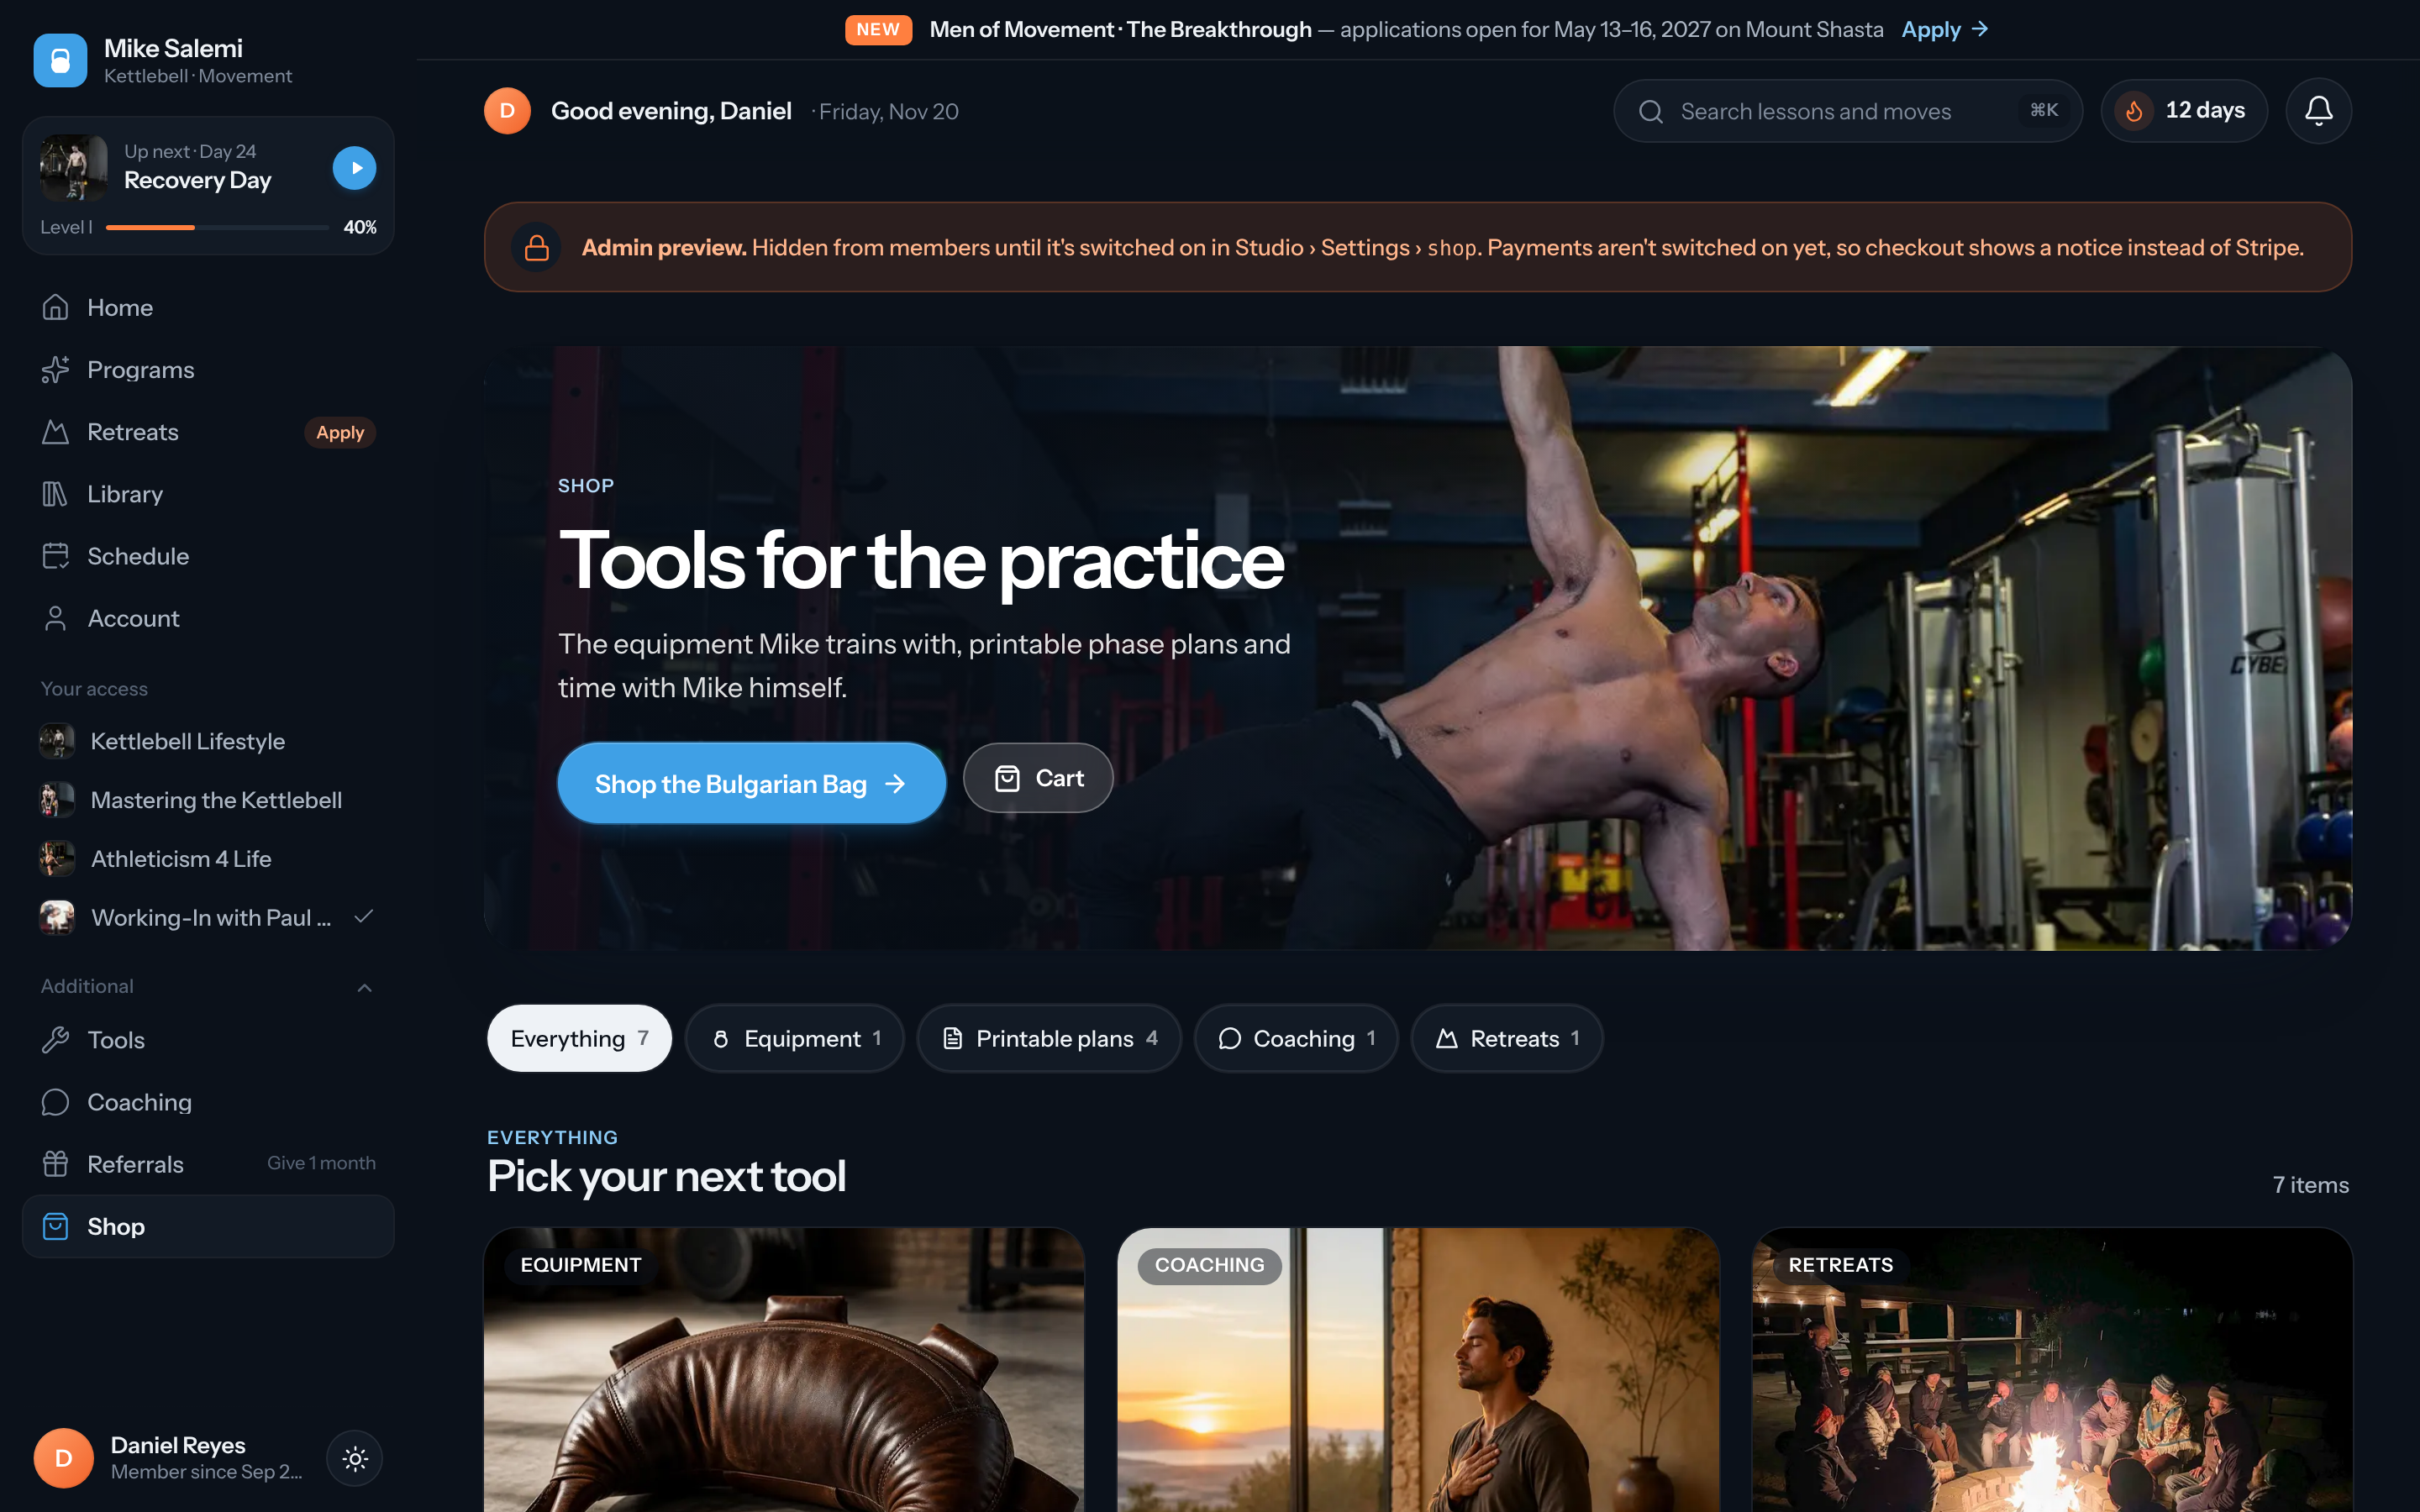 NEW Men of Movement · The Breakthrough — applications open for May 13–16, 2027 on Mount Shasta Apply →
Mike Salemi
Kettlebell · Movement
Up next · Day 24
Recovery Day
Level I 40%
Home
Programs
Retreats Apply
Library
Schedule
Account
Your access
Kettlebell Lifestyle
Mastering the Kettlebell
Athleticism 4 Life
Working-In with Paul ...
Additional
Tools
Coaching
Referrals Give 1 month
Shop
D Daniel Reyes
Member since Sep 2...
D Good evening, Daniel · Friday, Nov 20
Search lessons and moves ⌘K
12 days
Admin preview. Hidden from members until it's switched on in Studio › Settings › shop. Payments aren't switched on yet, so checkout shows a notice instead of Stripe.
SHOP
Tools for the practice
The equipment Mike trains with, printable phase plans and
time with Mike himself.
Shop the Bulgarian Bag →
Cart
CYBE
Everything 7
Equipment 1
Printable plans 4
Coaching 1
Retreats 1
EVERYTHING
Pick your next tool
7 items
EQUIPMENT
COACHING
RETREATS